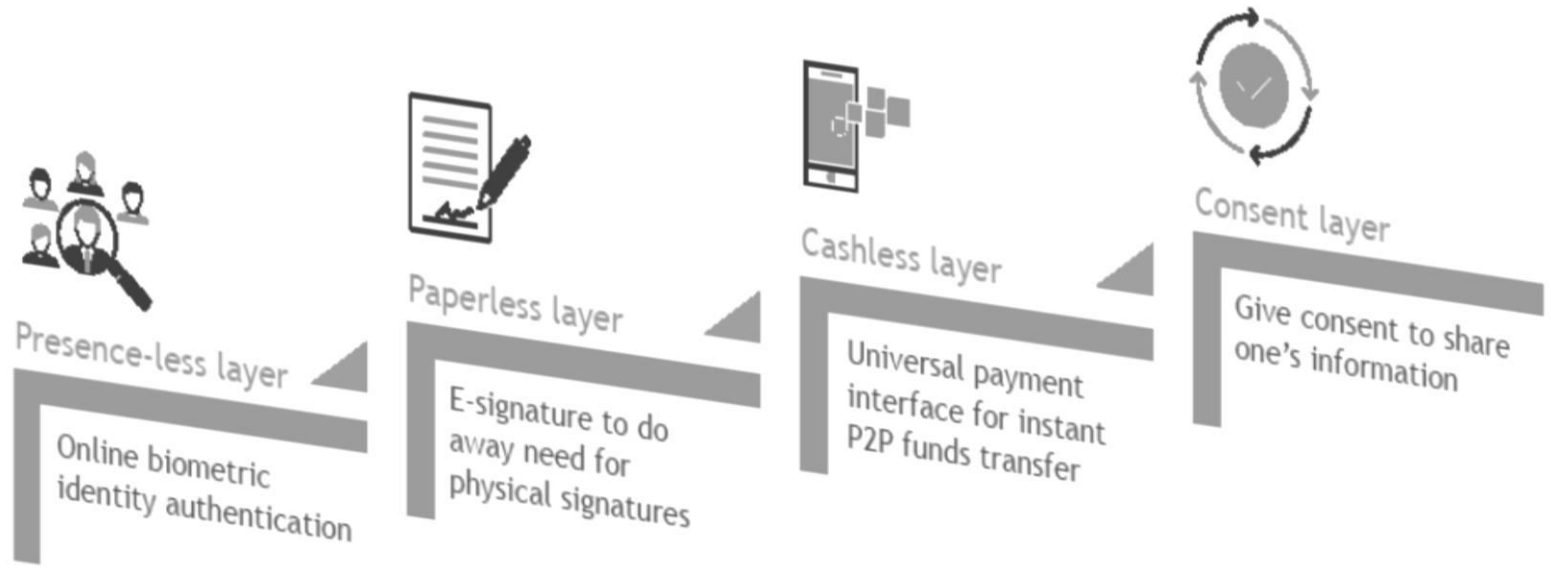 Presence-less layer
Online biometric
identity authentication
Paperless layer
E-signature to do
away need for
physical signatures
Cashless layer
Universal payment
interface for instant
P2P funds transfer
Consent layer
Give consent to share
one's information